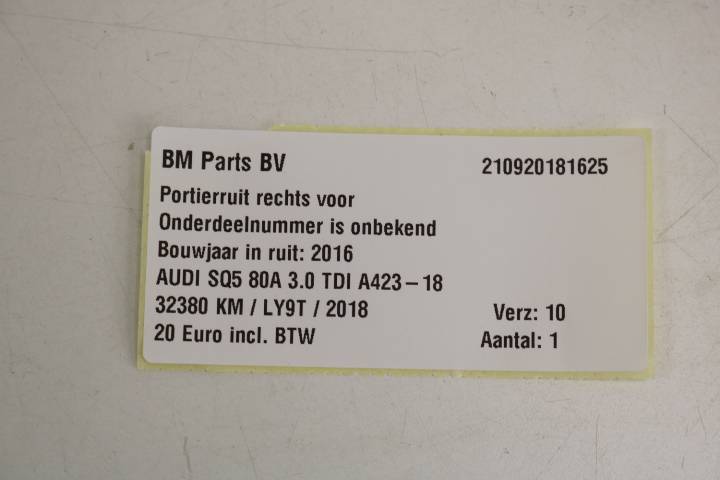 BM Parts BV 210920181625
Portierruit rechts voor
Onderdeelnummer is onbekend
Bouwjaar in ruit: 2016
AUDI SQ5 80A 3.0 TDI A423-18
32380 KM / LY9T / 2018 Verz: 10
20 Euro incl. BTW Aantal: 1